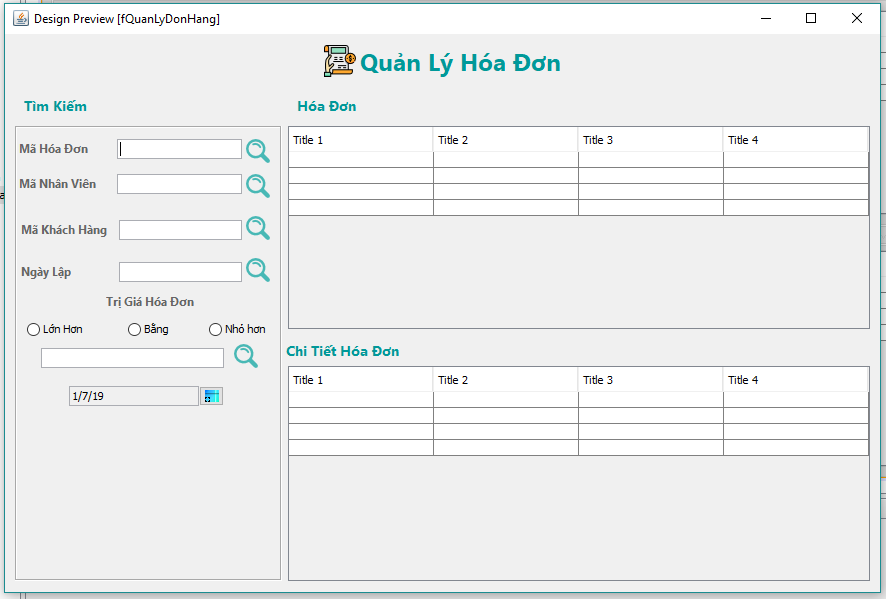 Design Preview [fQuanLyDonHang]
Quản Lý Hóa Đơn
Tìm Kiếm
Mã Hóa Đơn
Mã Nhân Viên
Mã Khách Hàng
Ngày Lập
Trị Giá Hóa Đơn
Lớn Hơn Bằng Nhỏ hơn
1/7/19
Hóa Đơn
Title 1 Title 2 Title 3 Title 4
Chi Tiết Hóa Đơn
Title 1 Title 2 Title 3 Title 4